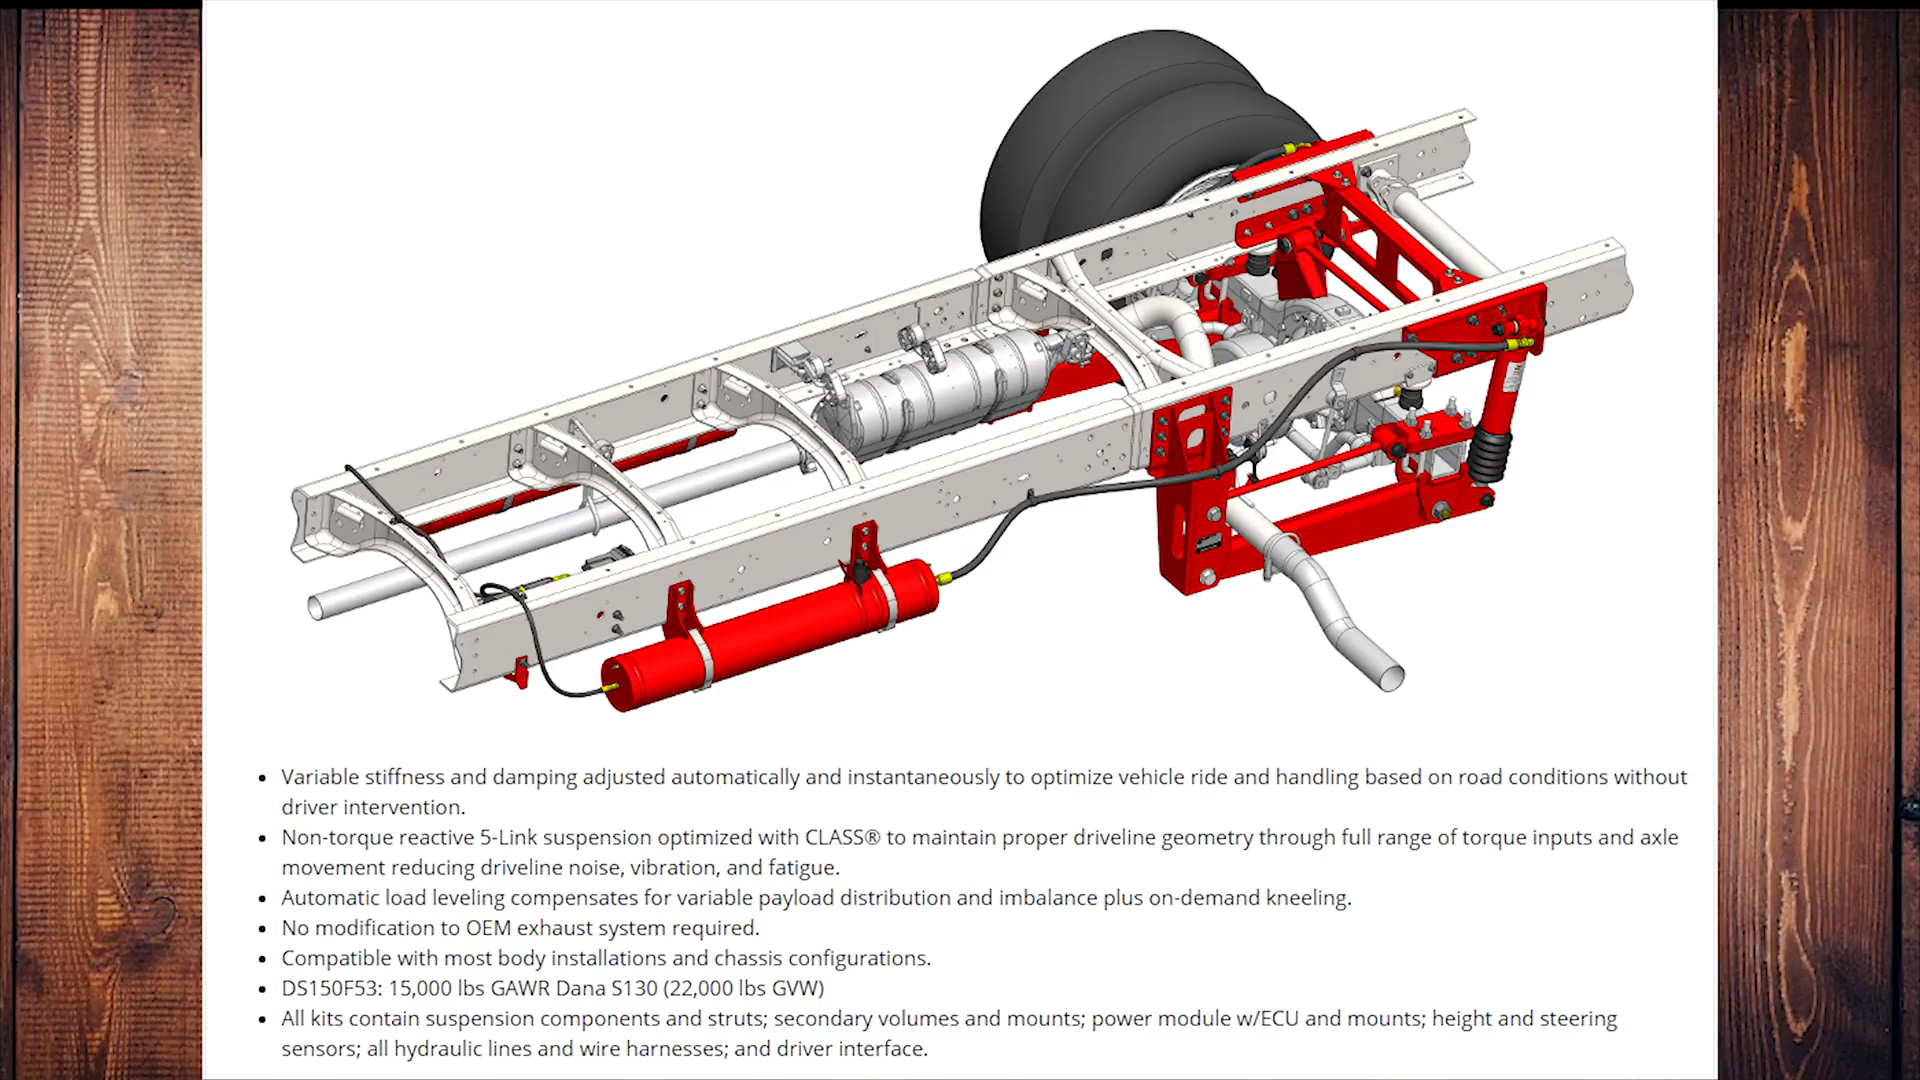 Variable stiffness and damping adjusted automatically and instantaneously to optimize vehicle ride and handling based on road conditions without
driver intervention.
Non-torque reactive 5-Link suspension optimized with CLASS® to maintain proper driveline geometry through full range of torque inputs and axle
movement reducing driveline noise, vibration, and fatigue.
Automatic load leveling compensates for variable payload distribution and imbalance plus on-demand kneeling.
No modification to OEM exhaust system required.
Compatible with most body installations and chassis configurations.
DS150F53: 15,000 lbs GAWR Dana S130 (22,000 lbs GVW)
All kits contain suspension components and struts; secondary volumes and mounts; power module w/ECU and mounts; height and steering
sensors; all hydraulic lines and wire harnesses; and driver interface.